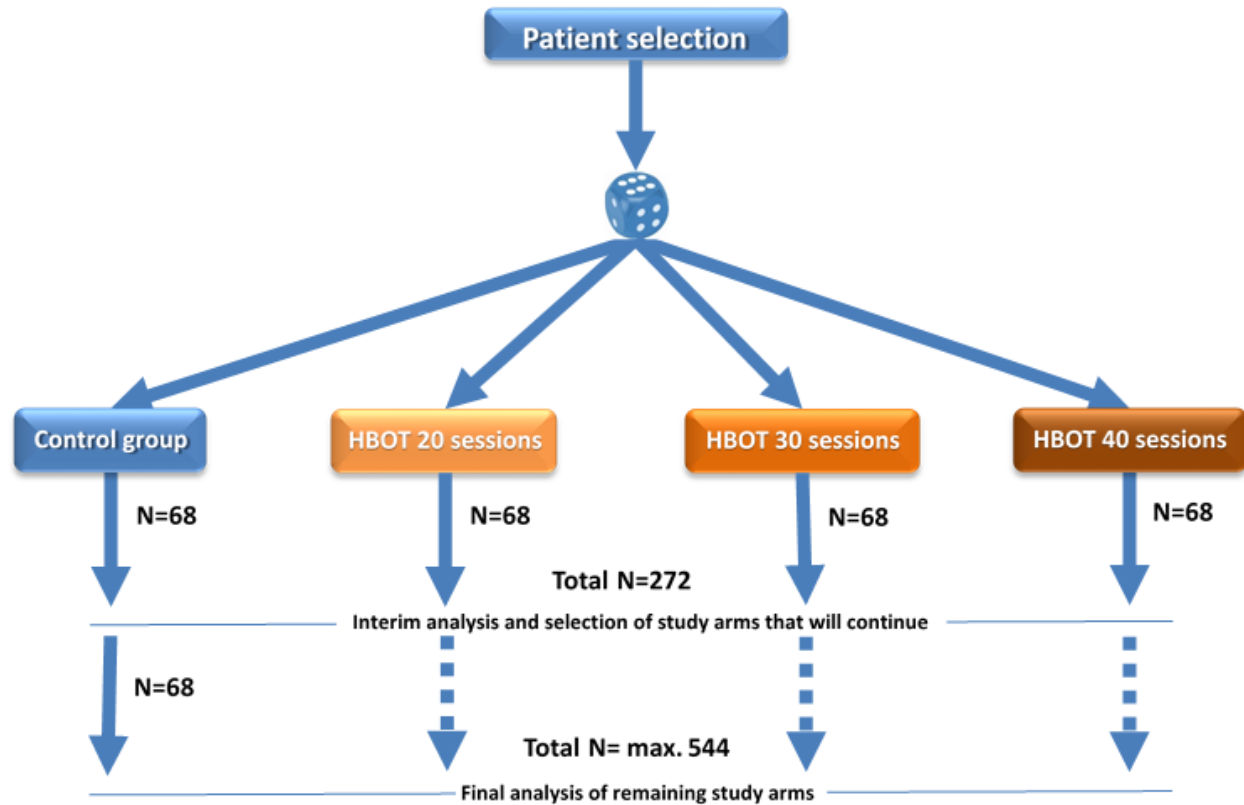 Patient selection
Control group
HBOT 20 sessions
HBOT 30 sessions
HBOT 40 sessions
N=68
N=68
N=68
N=68
Total N=272
Interim analysis and selection of study arms that will continue
N=68
Total N= max. 544
Final analysis of remaining study arms